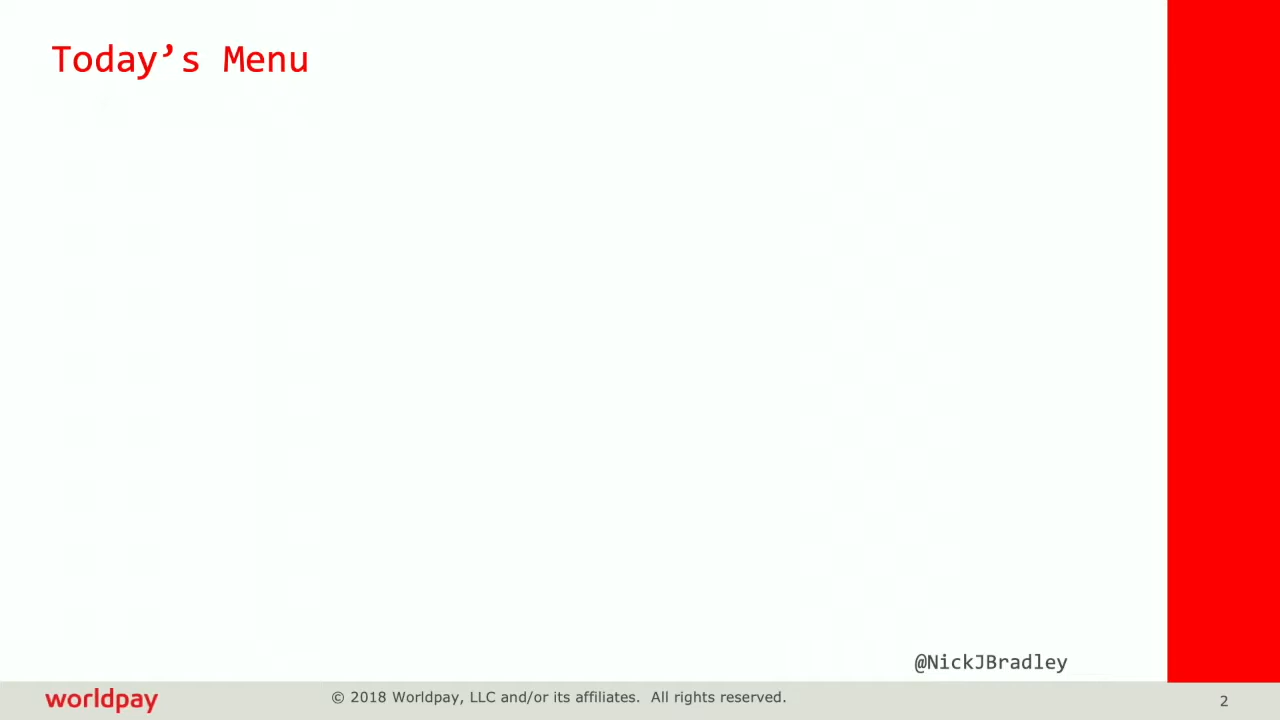 Today’s Menu
@NickJBradley
worldpay
© 2018 Worldpay, LLC and/or its affiliates. All rights reserved.
2